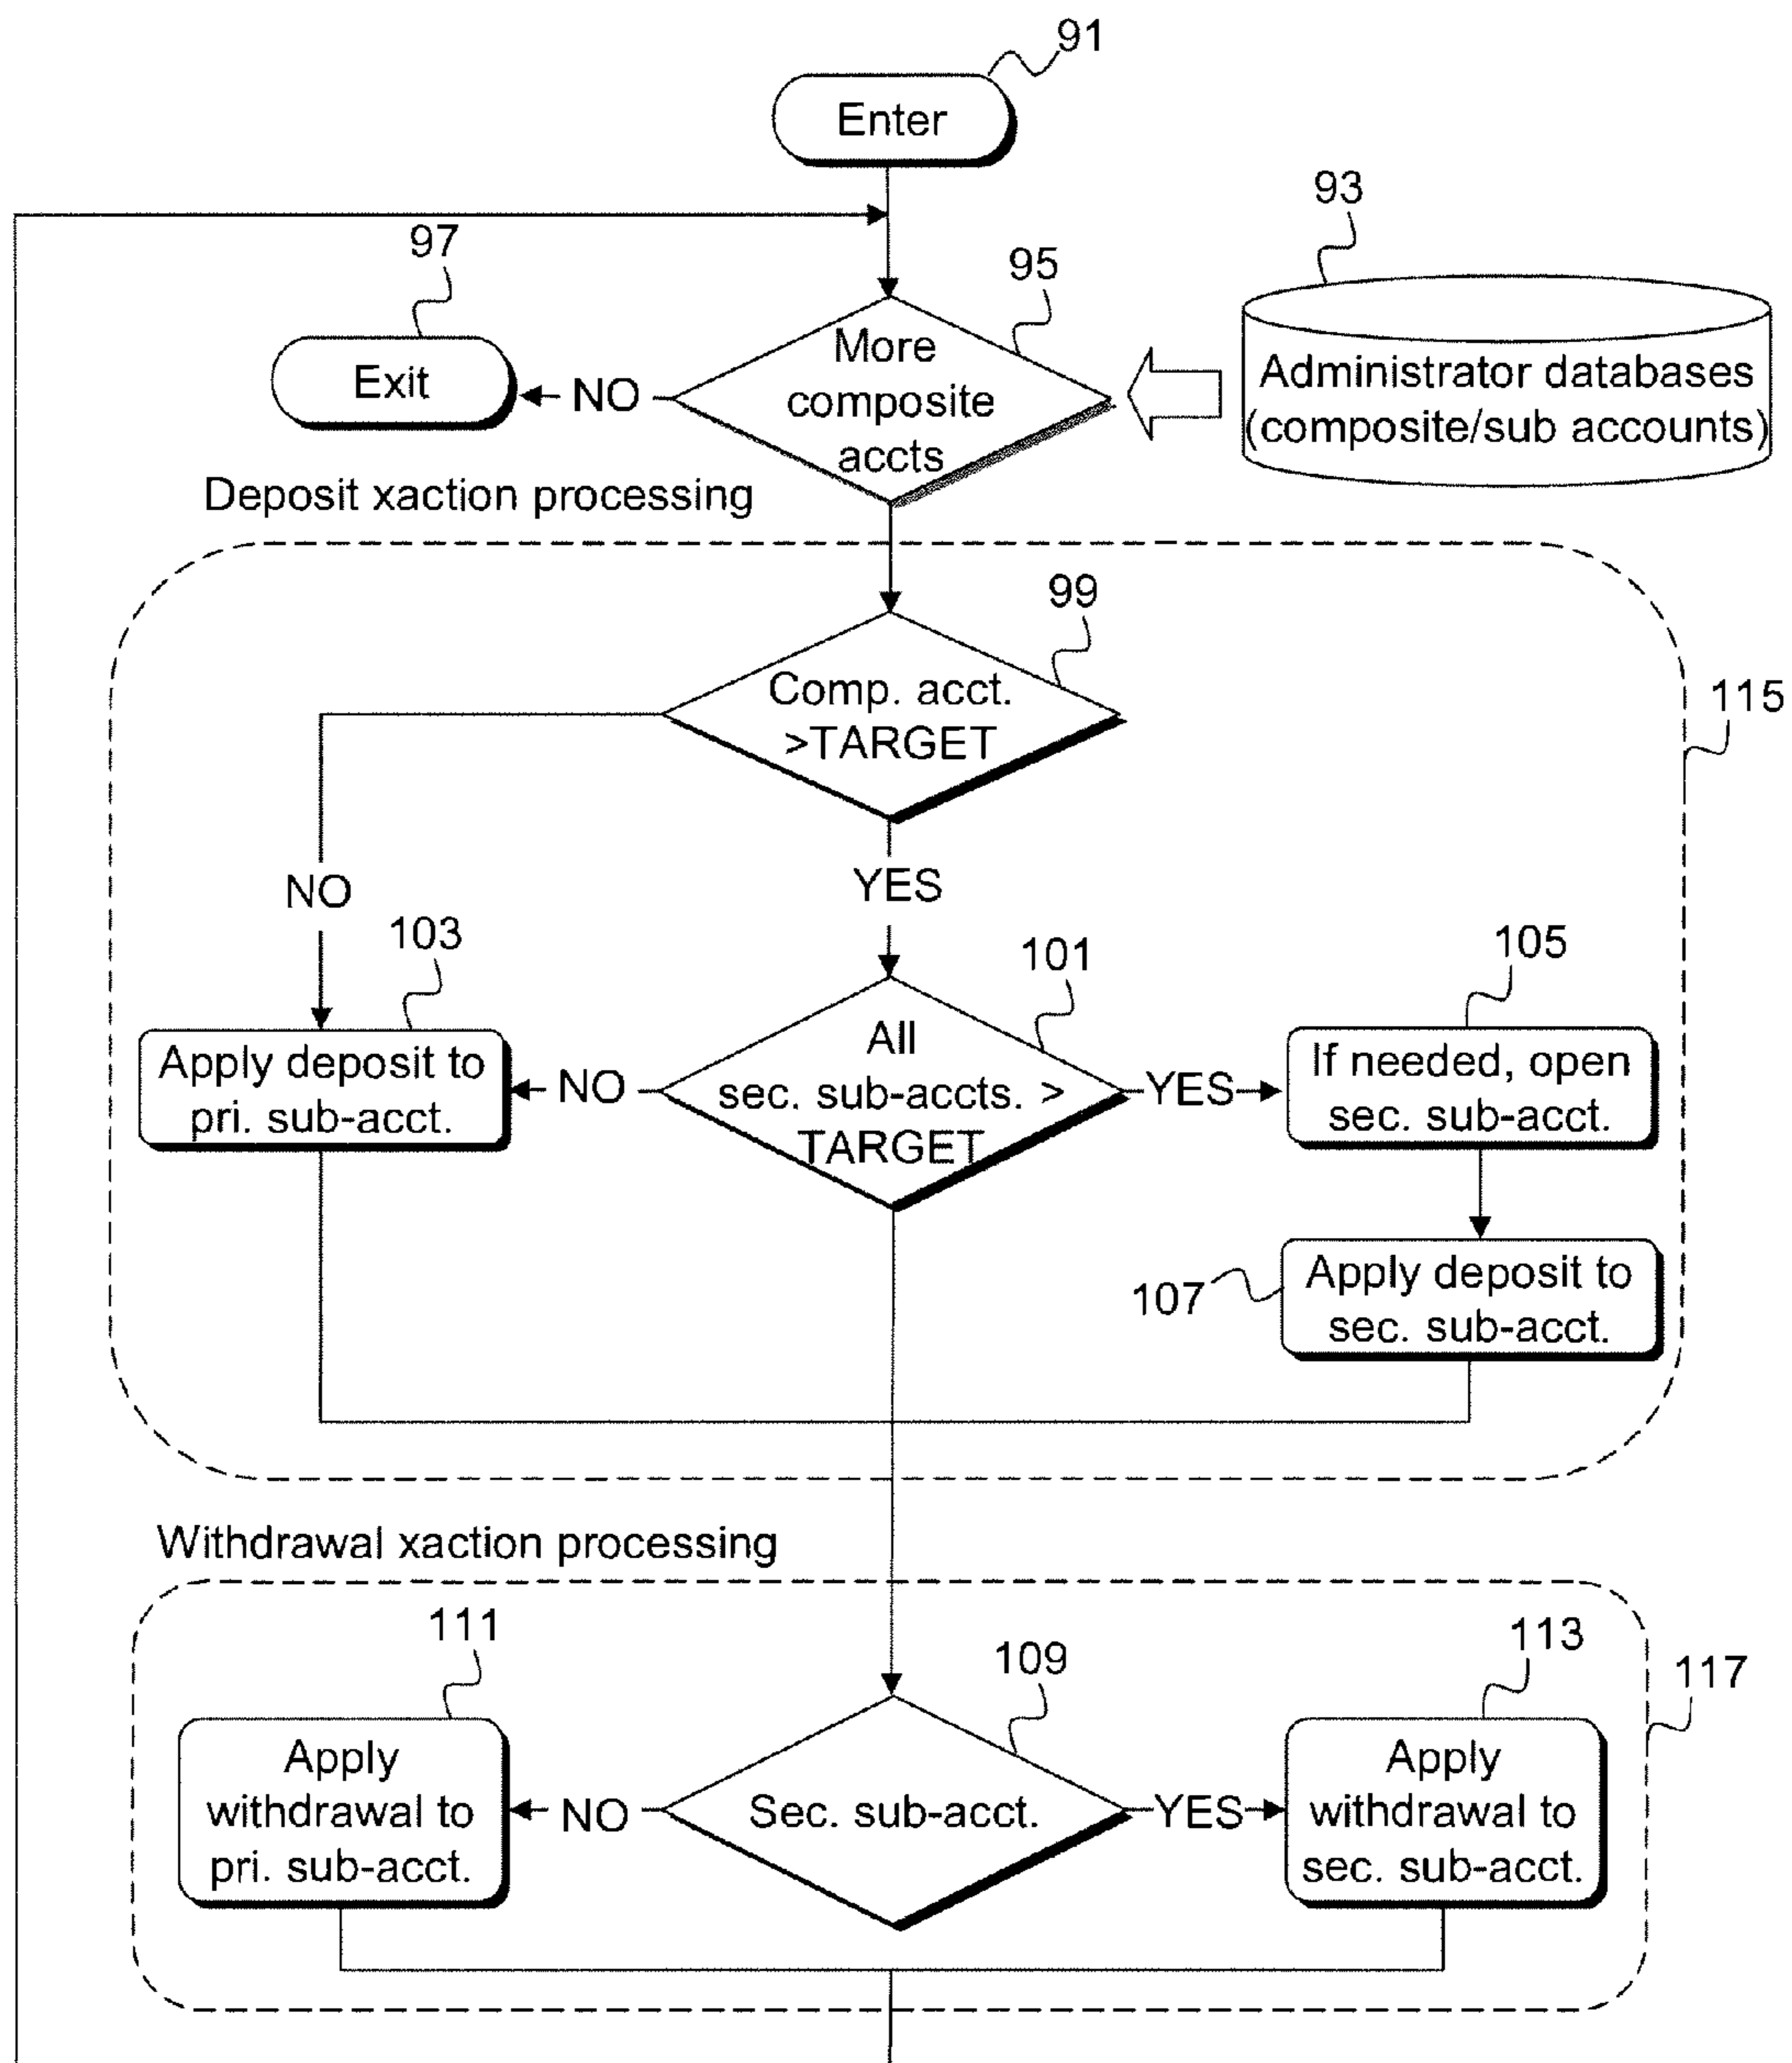 91
Enter
93
97
95
Exit
NO
More
composite
accts
Administrator databases
(composite/sub accounts)
Deposit xaction processing
99
Comp. acct.
>TARGET
115
NO
YES
103
101
105
Apply deposit to
pri. sub-acct.
NO
All
sec. sub-accts. >
TARGET
YES
If needed, open
sec. sub-acct.
107
Apply deposit to
sec. sub-acct.
Withdrawal xaction processing
111
109
113
117
Apply
withdrawal to
pri. sub-acct.
NO
Sec. sub-acct.
YES
Apply
withdrawal to
sec. sub-acct.